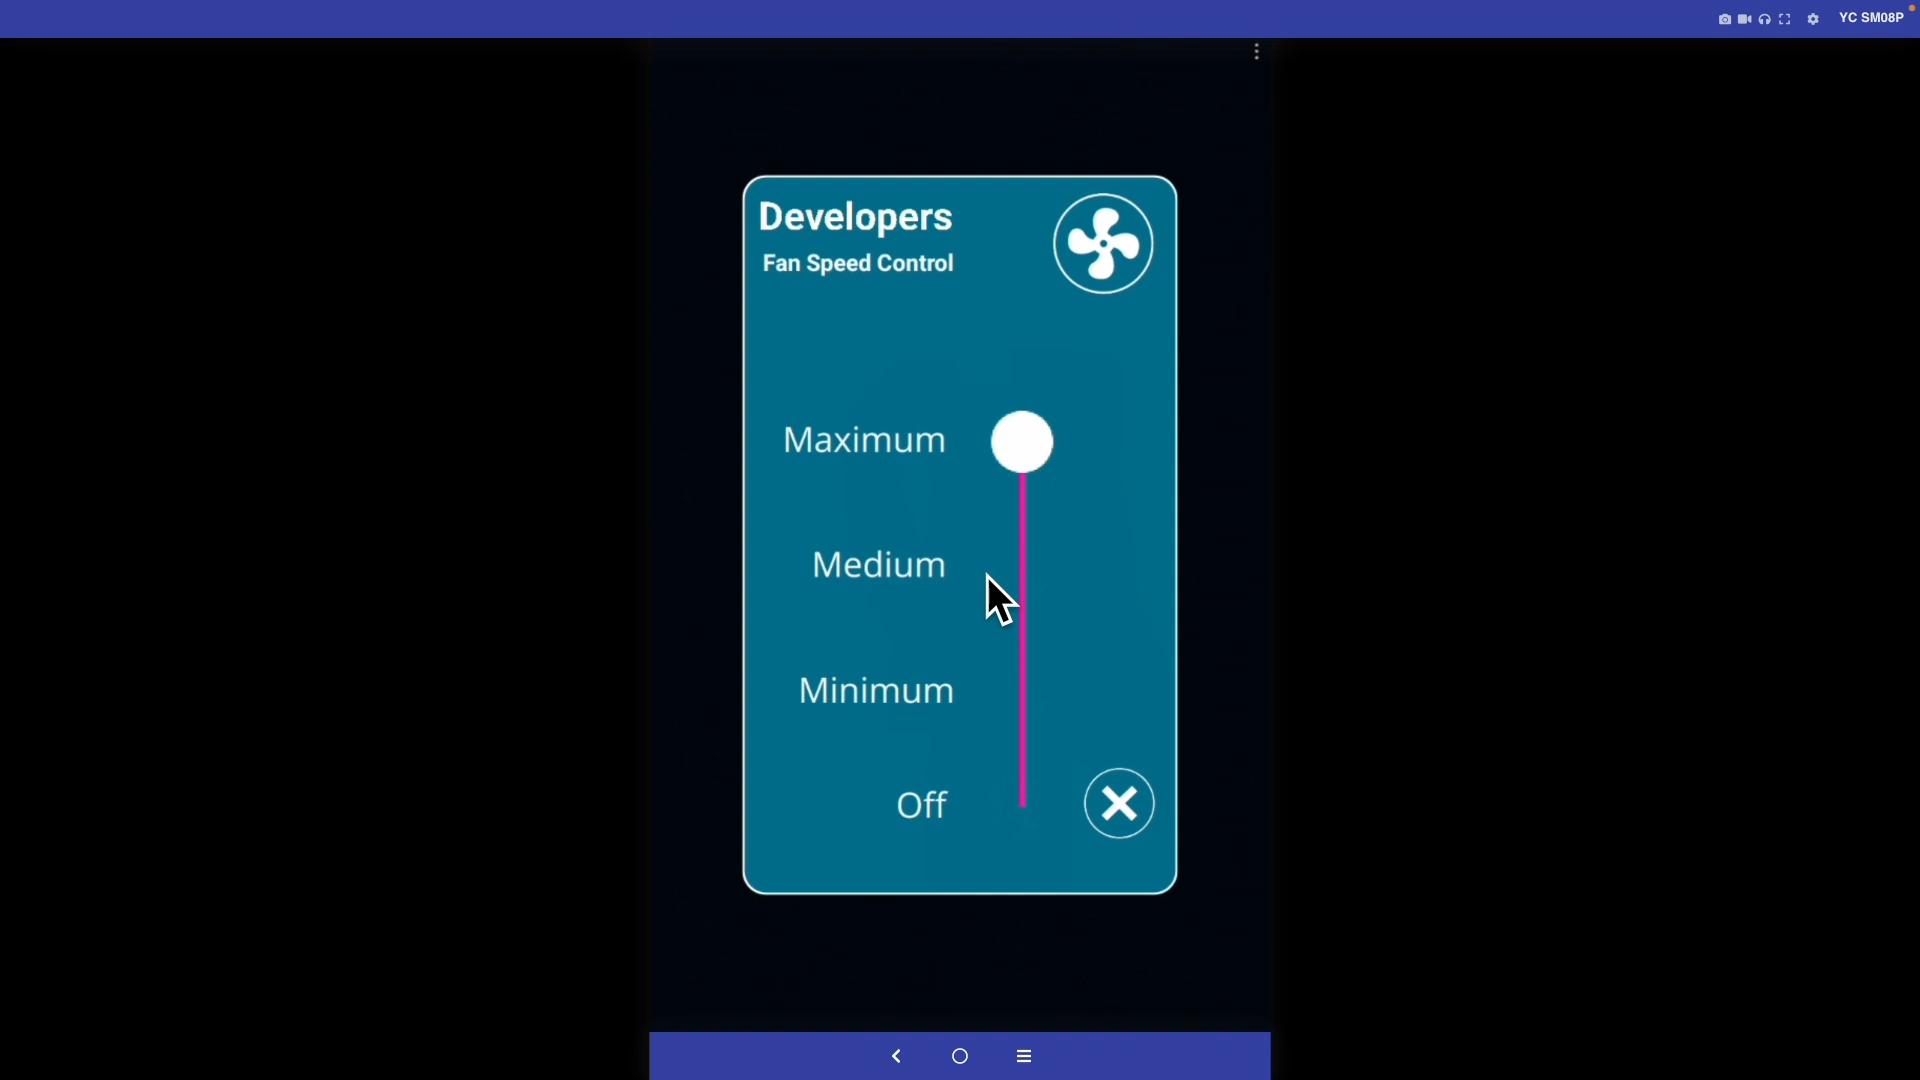 YC SM08P
Developers
Fan Speed Control
Maximum
Medium
Minimum
Off